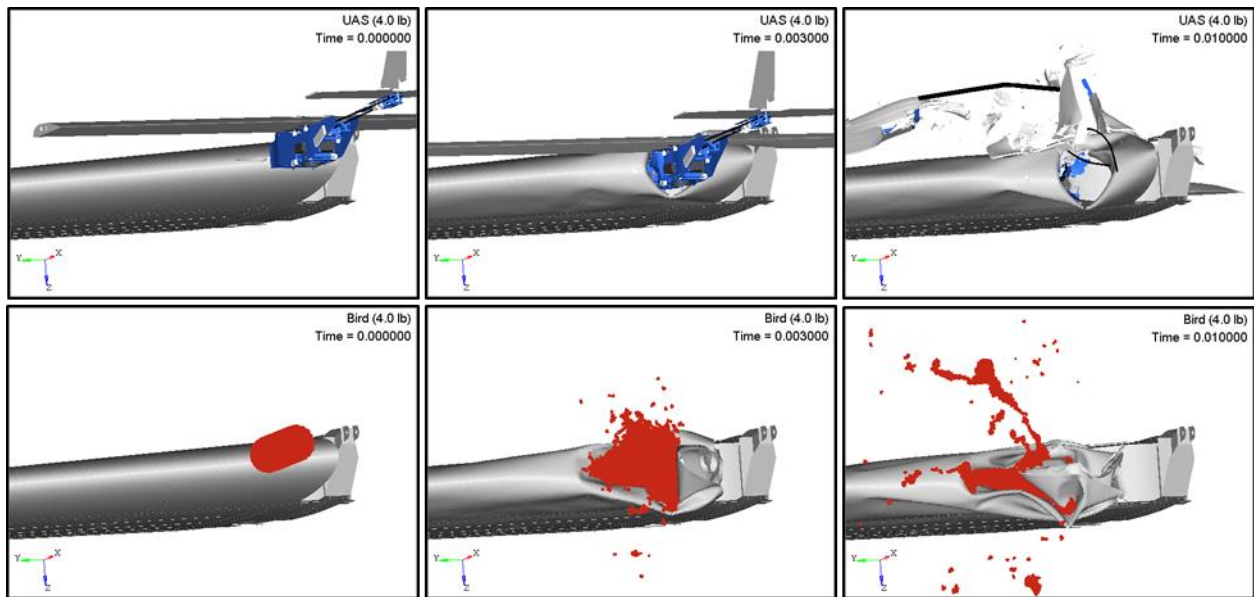 UAS (4.0 lb)
Time = 0.000000
Y
X
Z
UAS (4.0 lb)
Time = 0.003000
Y
X
Z
UAS (4.0 lb)
Time = 0.010000
Y
X
Z
Bird (4.0 lb)
Time = 0.000000
Y
X
Z
Bird (4.0 lb)
Time = 0.003000
Y
X
Z
Bird (4.0 lb)
Time = 0.010000
Y
X
Z